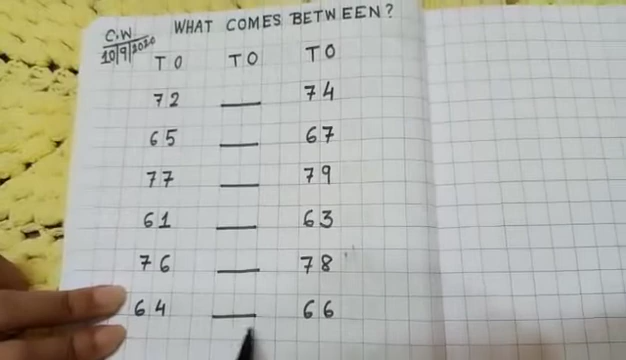 C.W
10/9/2020
WHAT COMES BETWEEN?
T O T O T O
72 ___ 74
65 ___ 67
77 ___ 79
61 ___ 63
76 ___ 78
64 ___ 66